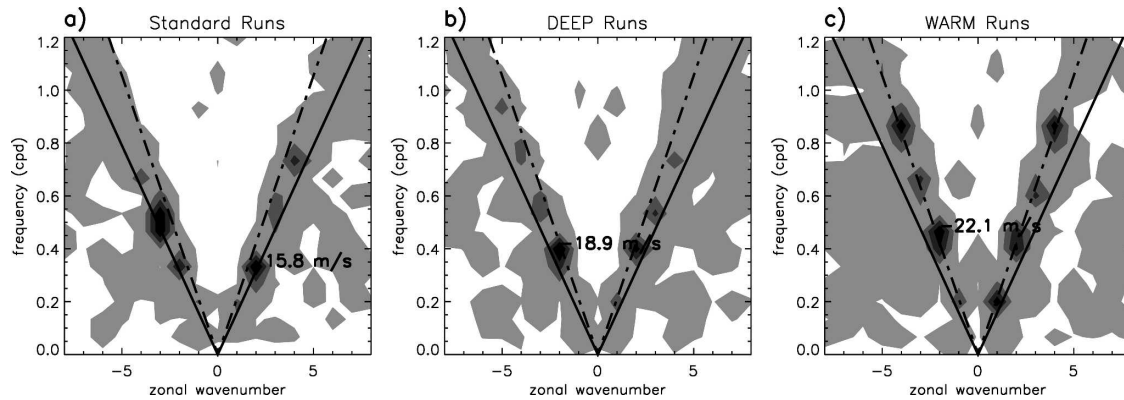 a) Standard Runs
1.2
1.0
0.8
0.6
0.4
0.2
0.0
frequency (cpd)
15.8 m/s
-5 0 5
zonal wavenumber
b) DEEP Runs
1.2
1.0
0.8
0.6
0.4
0.2
0.0
frequency (cpd)
-18.9 m/s
-5 0 5
zonal wavenumber
c) WARM Runs
1.2
1.0
0.8
0.6
0.4
0.2
0.0
frequency (cpd)
-22.1 m/s
-5 0 5
zonal wavenumber